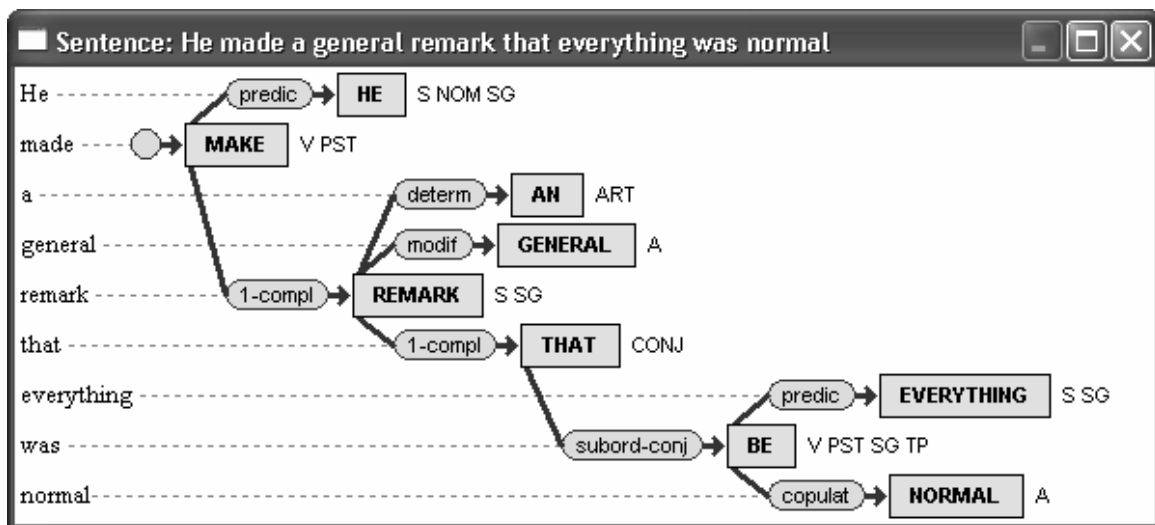 Sentence: He made a general remark that everything was normal
He predic HE S NOM SG
made MAKE V PST
a determ AN ART
general modif GENERAL A
remark 1-compl REMARK S SG
that 1-compl THAT CONJ
everything predic EVERYTHING S SG
was subord-conj BE V PST SG TP
normal copulat NORMAL A